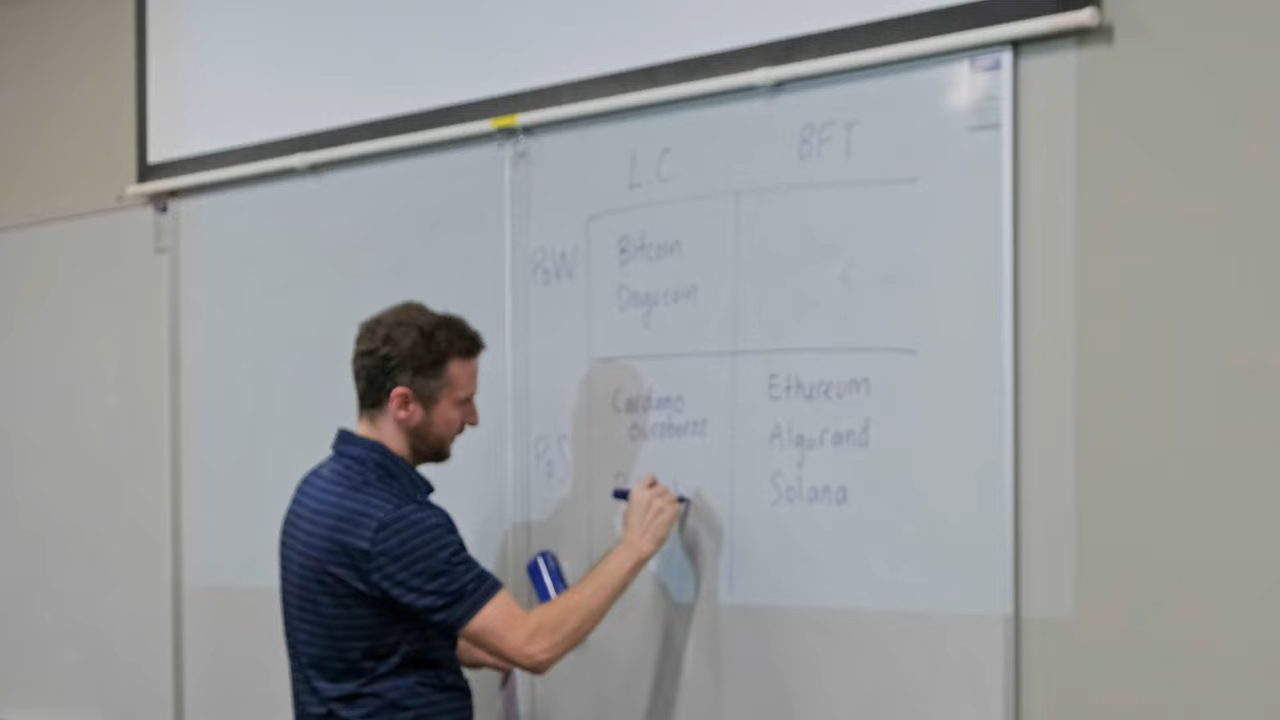 LC BFT
PoW
Bitcoin
Dogecoin
PoS
Cardano
Ouroboros
Ethereum
Algorand
Solana